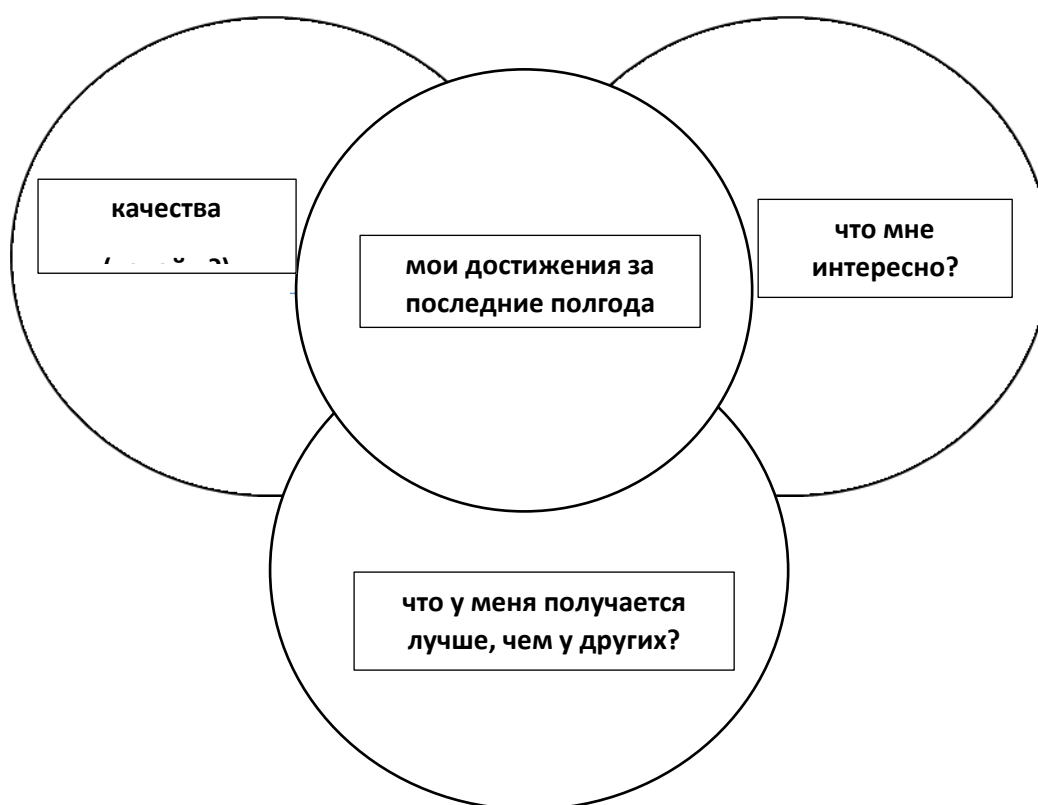 качества
что мне
интересно?
мои достижения за
последние полгода
что у меня получается
лучше, чем у других?